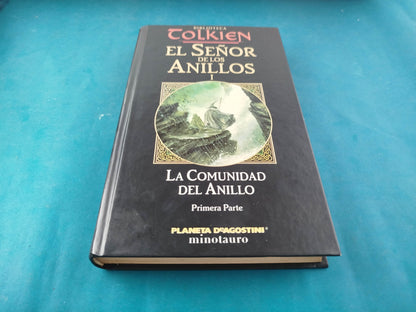 BIBLIOTECA
TOLKIEN
EL SEÑOR
DE LOS
ANILLOS
I
LA COMUNIDAD
DEL ANILLO
Primera Parte
PLANETA DEAGOSTINI
minotauro